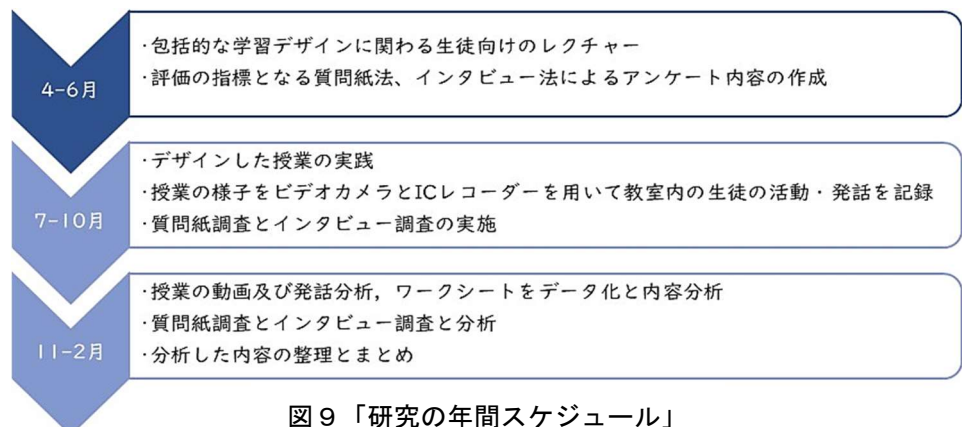 4-6月
・包括的な学習デザインに関わる生徒向けのレクチャー
・評価の指標となる質問紙法、インタビュー法によるアンケート内容の作成
7-10月
・デザインした授業の実践
・授業の様子をビデオカメラとICレコーダーを用いて教室内の生徒の活動・発話を記録
・質問紙調査とインタビュー調査の実施
11-2月
・授業の動画及び発話分析，ワークシートをデータ化と内容分析
・質問紙調査とインタビュー調査と分析
・分析した内容の整理とまとめ
図９「研究の年間スケジュール」